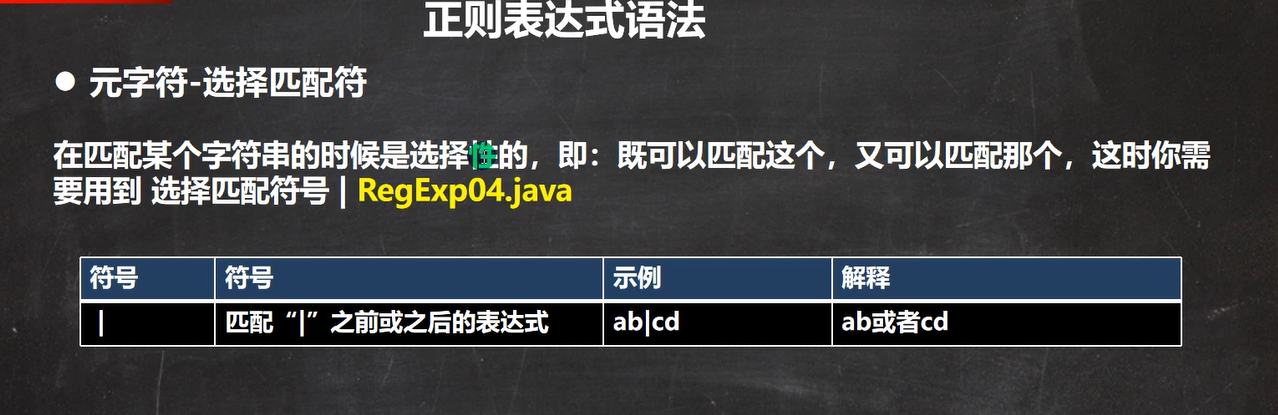 正则表达式语法
● 元字符-选择匹配符
在匹配某个字符串的时候是选择性的，即：既可以匹配这个，又可以匹配那个，这时你需
要用到 选择匹配符号 | RegExp04.java
符号 符号 示例 解释
| 匹配“|”之前或之后的表达式 ab|cd ab或者cd